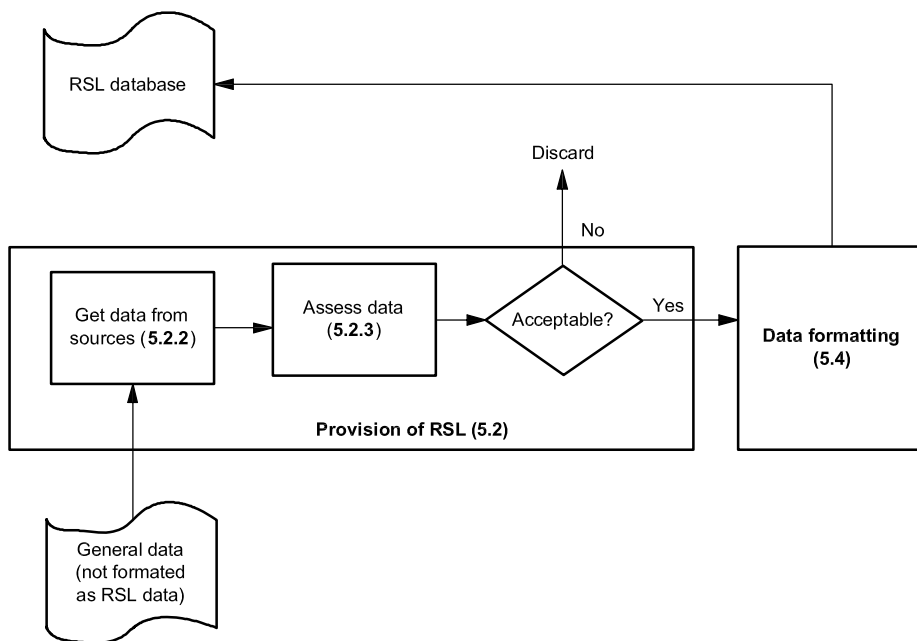 RSL database
Discard
No
Get data from
sources (5.2.2)
Assess data
(5.2.3)
Acceptable?
Yes
Data formatting
(5.4)
Provision of RSL (5.2)
General data
(not formated
as RSL data)